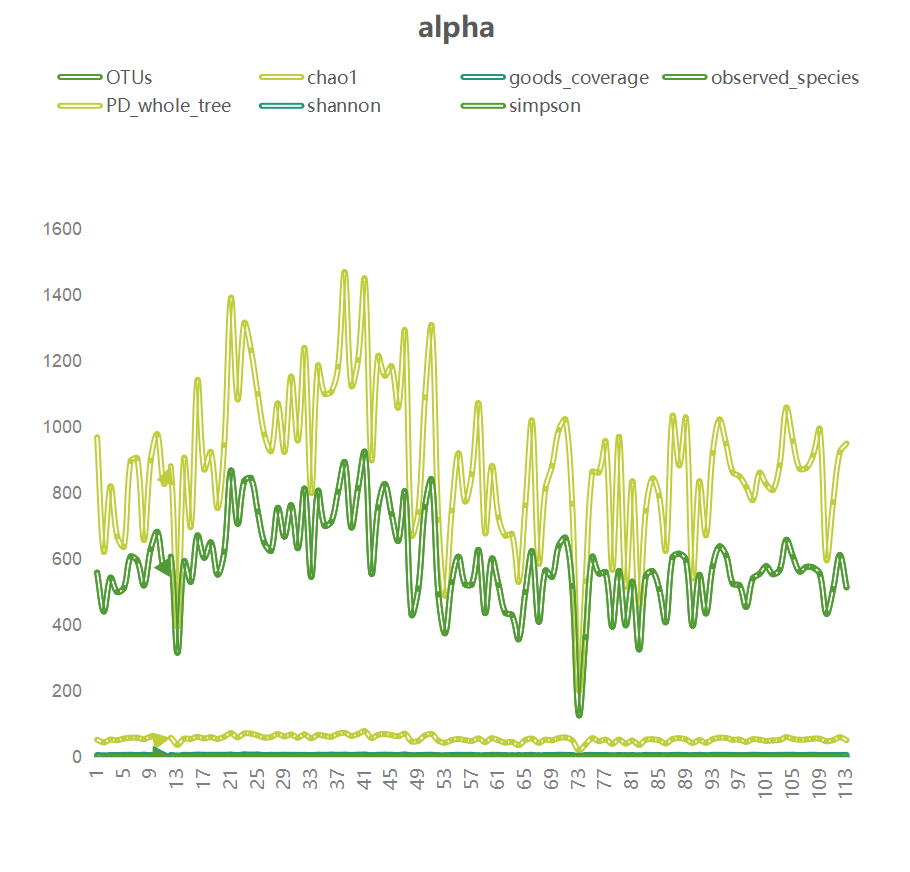 alpha
OTUs chao1 goods_coverage observed_species
PD_whole_tree shannon simpson
1600
1400
1200
1000
800
600
400
200
0
1 5 9 13 17 21 25 29 33 37 41 45 49 53 57 61 65 69 73 77 81 85 89 93 97 101 105 109 113